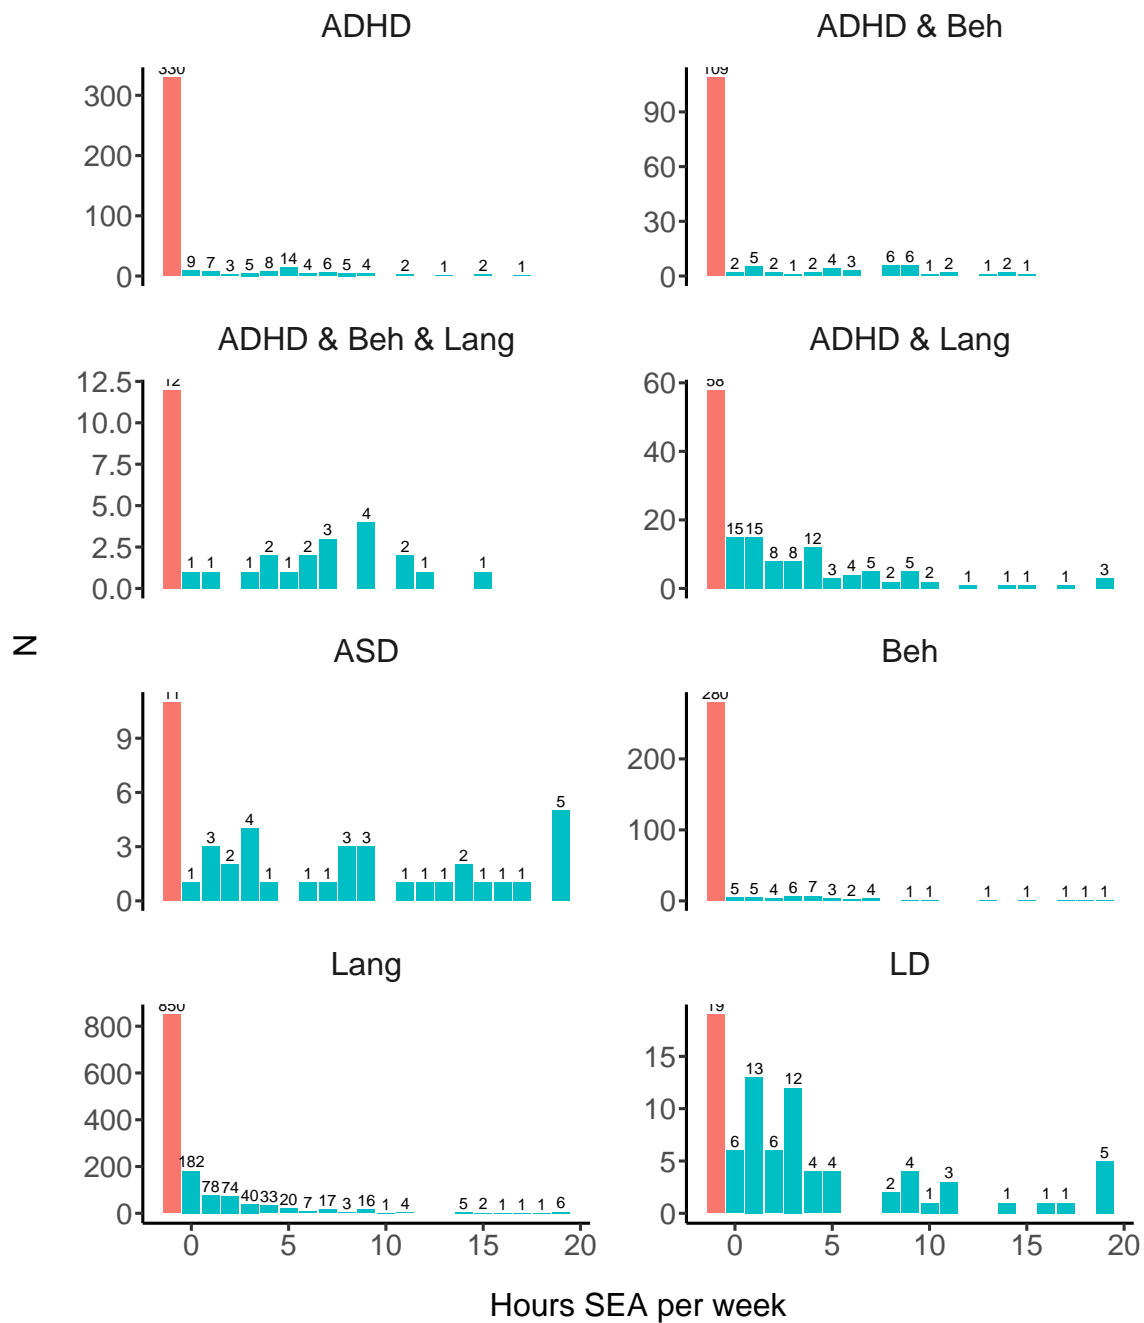 ADHD
ADHD & Beh
330
300
200
100
0
9 7 3 5 8 14 4 6 5 4 2 1 2 1
109
90
60
30
0
2 5 2 1 2 4 3 6 6 1 2 1 2 1
ADHD & Beh & Lang
ADHD & Lang
12
12.5
10.0
7.5
5.0
2.5
0.0
1 1 1 2 1 2 3 4 2 1 1
58
60
40
20
0
15 15 8 8 12 3 4 5 2 5 2 1 1 1 1 3
N
ASD
Beh
11
9
6
3
0
1 3 2 4 1 1 1 3 3 1 1 1 2 1 1 1 5
280
200
100
0
5 5 4 6 7 3 2 4 1 1 1 1 1 1 1
Lang
LD
850
800
600
400
200
0
182 78 74 40 33 20 7 17 3 16 1 4 5 2 1 1 1 6
0 5 10 15 20
19
15
10
5
0
6 13 6 12 4 4 2 4 1 3 1 1 1 5
0 5 10 15 20
Hours SEA per week